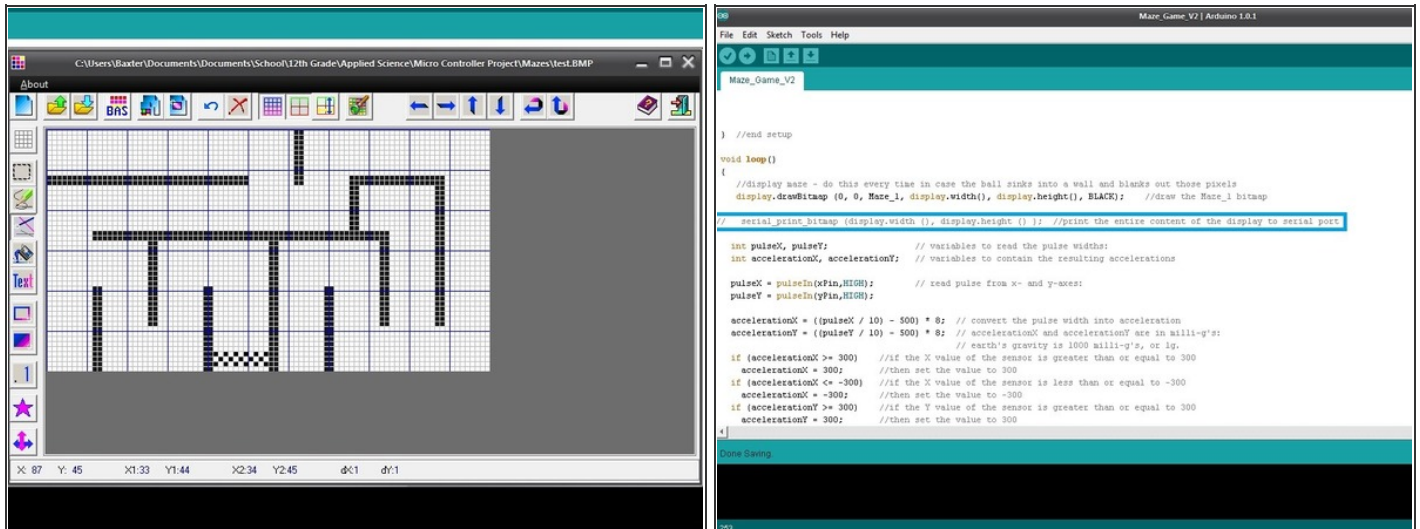 C:\Users\Baxter\Documents\Documents\School\12th Grade\Applied Science\Micro Controller Project\Mazes\test.BMP
About
BAS
Text
. 1
X: 87 Y: 45 X1:33 Y1:44 X2:34 Y2:45 dX:1 dY:1
Maze_Game_V2 | Arduino 1.0.1
File Edit Sketch Tools Help
Maze_Game_V2
} //end setup
void loop()
{
//display maze - do this every time in case the ball sinks into a wall and blanks out those pixels
display.drawBitmap (0, 0, Maze_1, display.width(), display.height(), BLACK); //draw the Maze_1 bitmap
// serial_print_bitmap (display.width (), display.height () ); //print the entire content of the display to serial port
int pulseX, pulseY; // variables to read the pulse widths:
int accelerationX, accelerationY; // variables to contain the resulting accelerations
pulseX = pulseIn(xPin,HIGH); // read pulse from x- and y-axes:
pulseY = pulseIn(yPin,HIGH);
accelerationX = ((pulseX / 10) - 500) * 8; // convert the pulse width into acceleration
accelerationY = ((pulseY / 10) - 500) * 8; // accelerationX and accelerationY are in milli-g's:
// earth's gravity is 1000 milli-g's, or 1g.
if (accelerationX >= 300) //if the X value of the sensor is greater than or equal to 300
accelerationX = 300; //then set the value to 300
if (accelerationX <= -300) //if the X value of the sensor is less than or equal to -300
accelerationX = -300; //then set the value to -300
if (accelerationY >= 300) //if the Y value of the sensor is greater than or equal to 300
accelerationY = 300; //then set the value to 300
Done Saving.